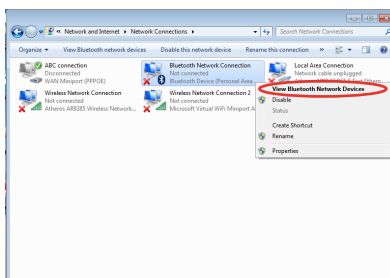 « Network and Internet ▸ Network Connections ▸
Search Network Connections
Organize ▾ View Bluetooth network devices Disable this network device Rename this connection »
ABC connection
Disconnected
WAN Miniport (PPPOE)
Bluetooth Network Connection
Not connected
Bluetooth Device (Personal Area...
Local Area Connection
Network cable unplugged
Wireless Network Connection
Not connected
Atheros AR9285 Wireless Network...
Wireless Network Connection 2
Not connected
Microsoft Virtual WiFi Miniport A
View Bluetooth Network Devices
Disable
Status
Create Shortcut
Rename
Properties